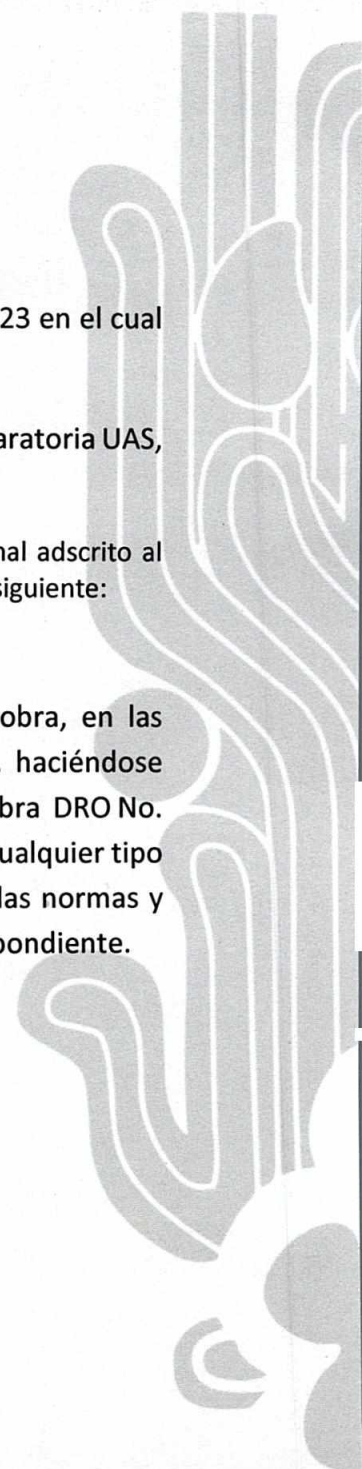 23 en el cual
aratoria UAS,
nal adscrito al
siguiente:
obra, en las
haciéndose
bra DRO No.
ualquier tipo
las normas y
pondiente.